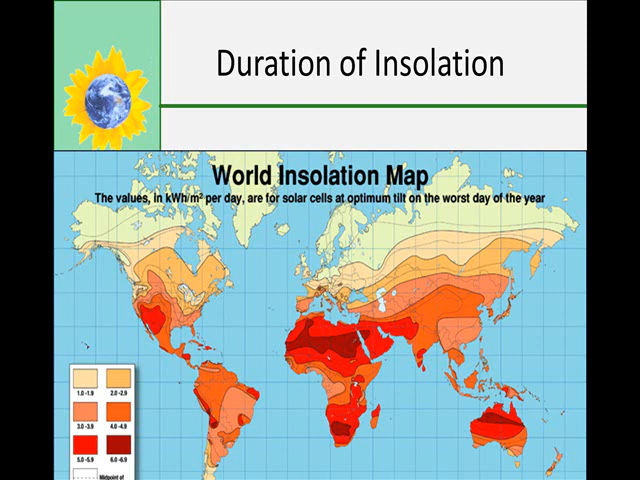 Duration of Insolation
World Insolation Map
The values, in kWh/m² per day, are for solar cells at optimum tilt on the worst day of the year
1.0 -1.9 2.0 -2.9
3.0 -3.9 4.0 -4.9
5.0 -5.9 6.0 -6.9
Midpoint of